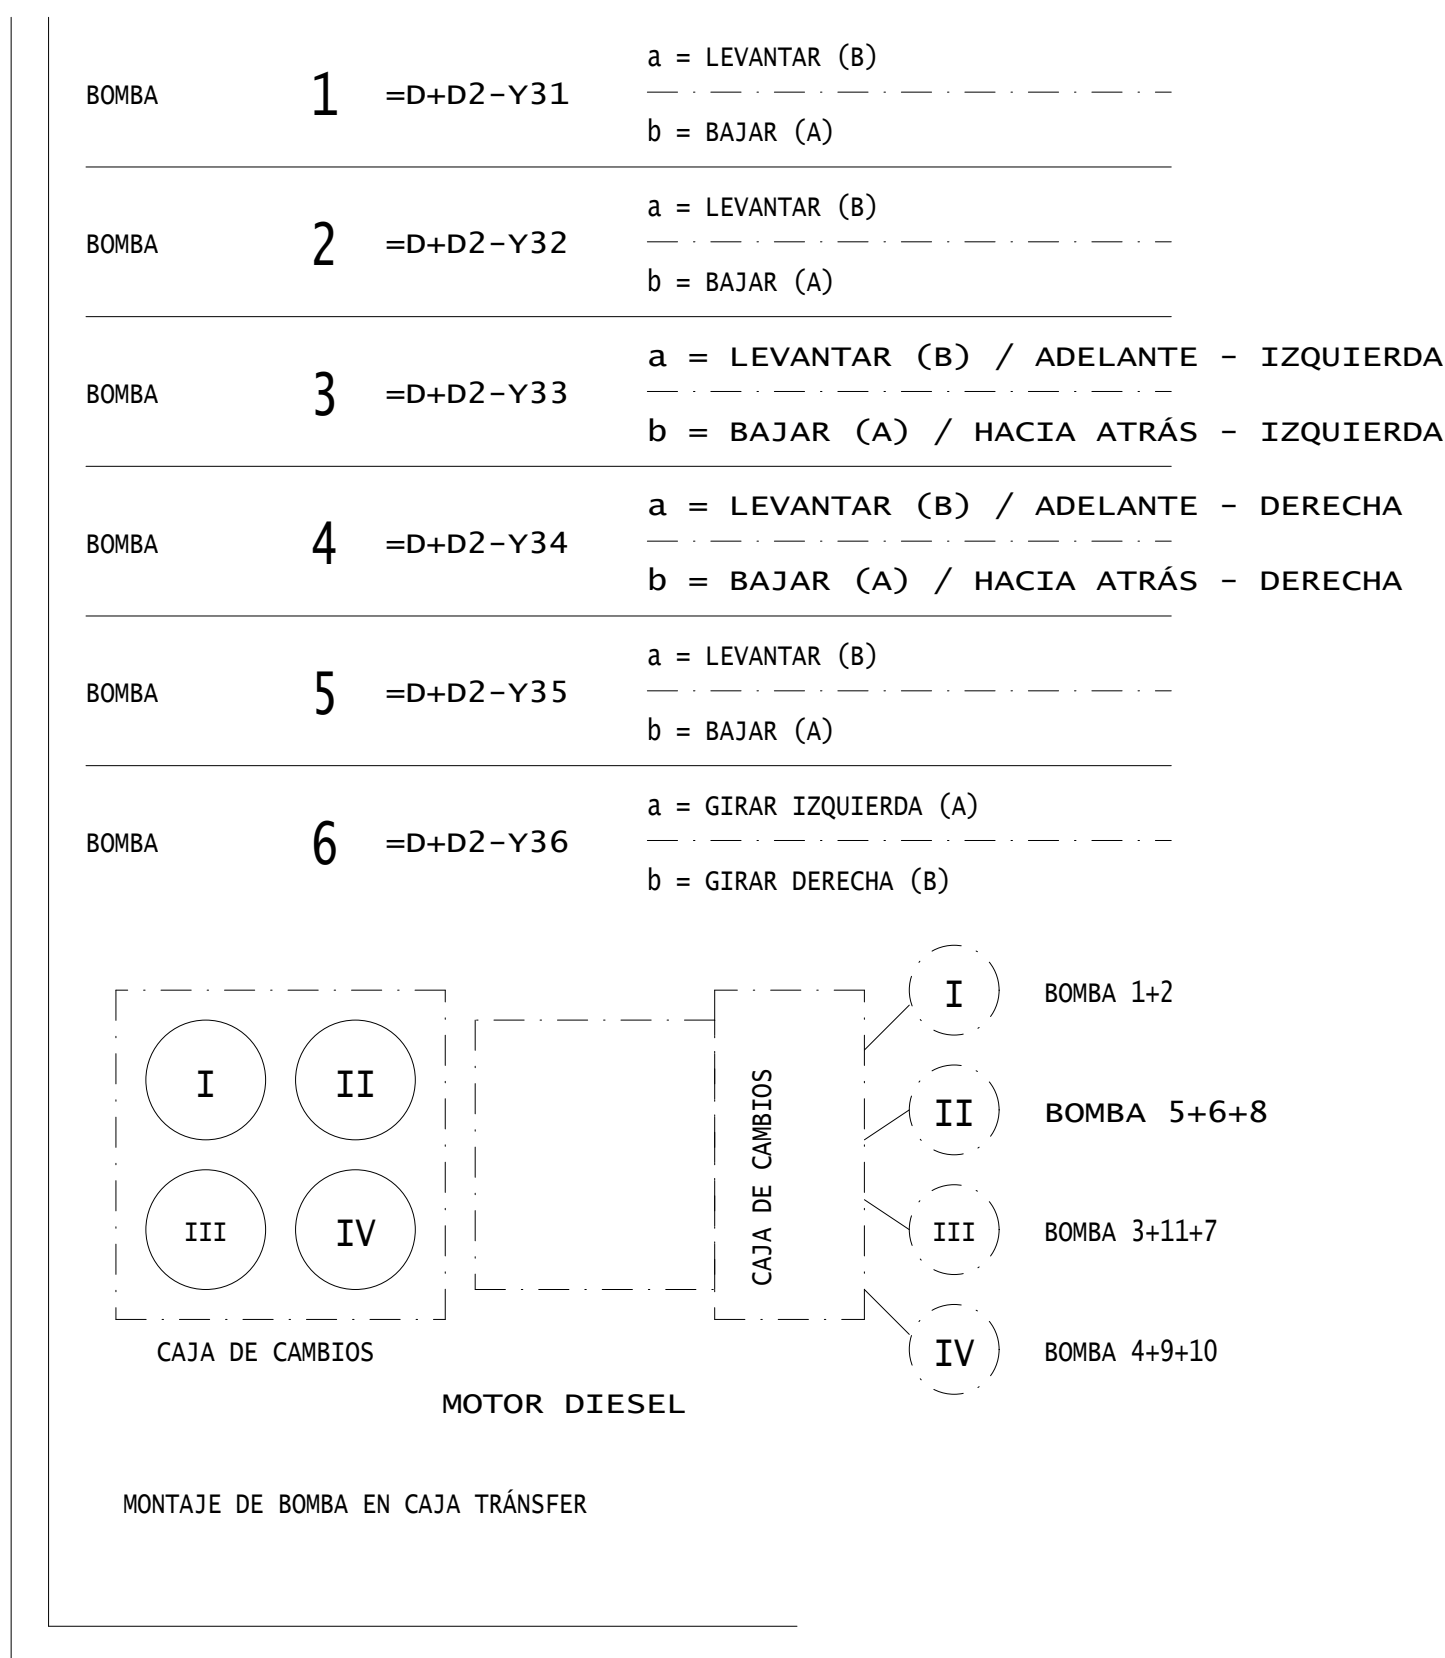 a = LEVANTAR (B)
BOMBA 1 =D+D2-Y31
b = BAJAR (A)
a = LEVANTAR (B)
BOMBA 2 =D+D2-Y32
b = BAJAR (A)
a = LEVANTAR (B) / ADELANTE - IZQUIERDA
BOMBA 3 =D+D2-Y33
b = BAJAR (A) / HACIA ATRÁS - IZQUIERDA
a = LEVANTAR (B) / ADELANTE - DERECHA
BOMBA 4 =D+D2-Y34
b = BAJAR (A) / HACIA ATRÁS - DERECHA
a = LEVANTAR (B)
BOMBA 5 =D+D2-Y35
b = BAJAR (A)
a = GIRAR IZQUIERDA (A)
BOMBA 6 =D+D2-Y36
b = GIRAR DERECHA (B)
I BOMBA 1+2
I II
II BOMBA 5+6+8
CAJA DE CAMBIOS
III IV
III BOMBA 3+11+7
IV BOMBA 4+9+10
CAJA DE CAMBIOS
MOTOR DIESEL
MONTAJE DE BOMBA EN CAJA TRÁNSFER